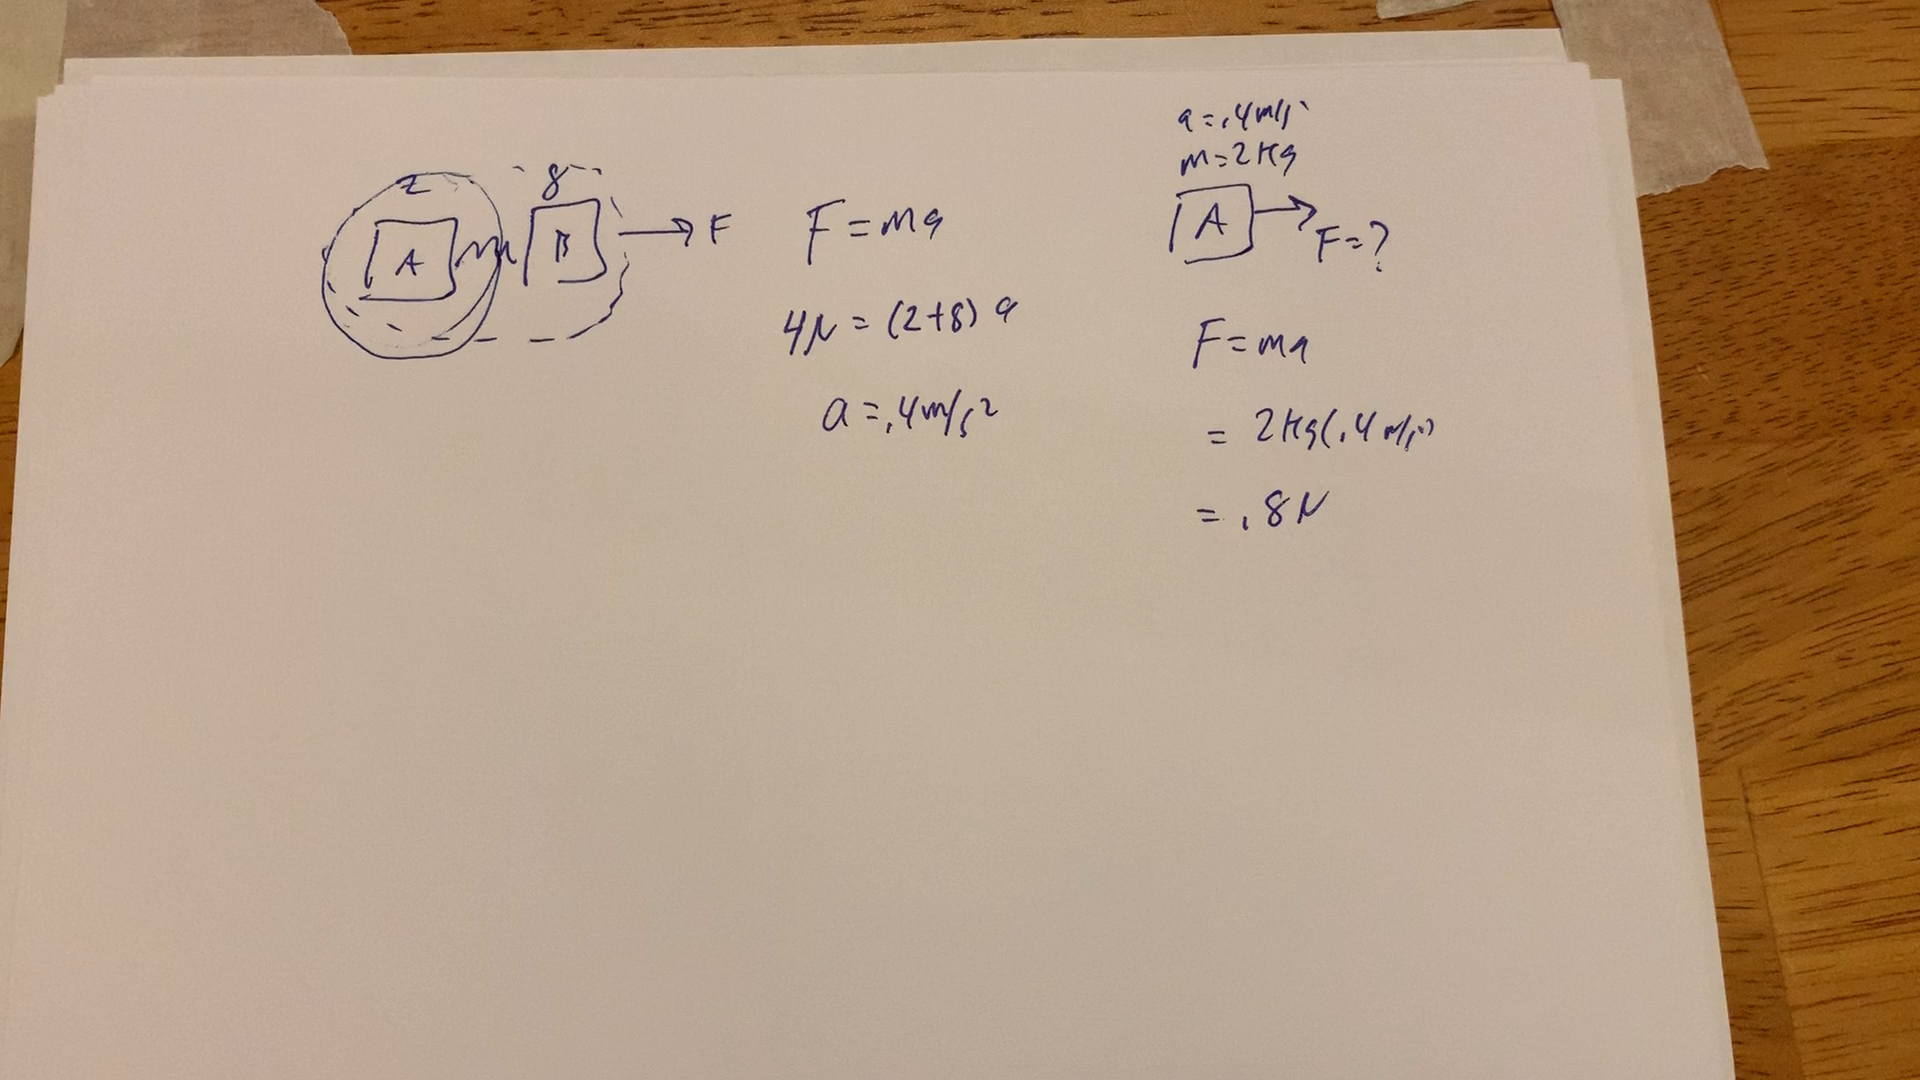 2 8
A B F
F = ma
4N = (2+8) a
a = .4m/s²
a = .4m/s²
m = 2kg
A
F = ?
F = ma
= 2kg(.4m/s²)
= .8N